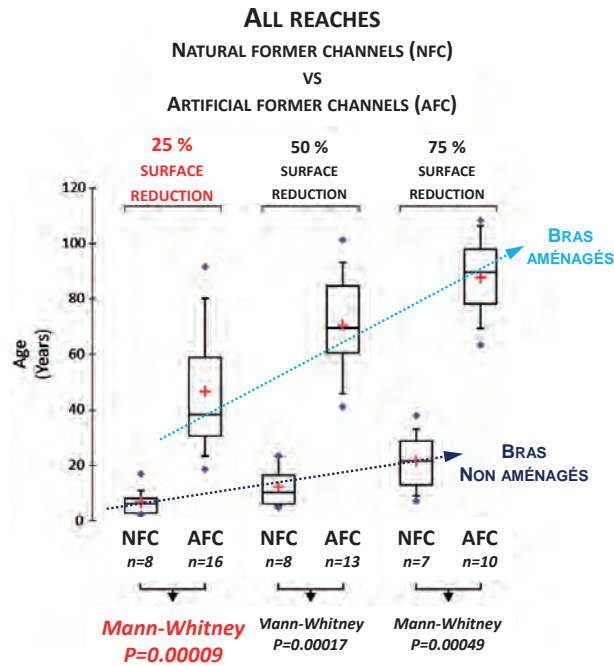 ALL REACHES
NATURAL FORMER CHANNELS (NFC)
VS
ARTIFICIAL FORMER CHANNELS (AFC)
25 % 50 % 75 %
SURFACE REDUCTION SURFACE REDUCTION SURFACE REDUCTION
120
100
80
60
40
20
0
Age
(Years)
BRAS
AMÉNAGÉS
BRAS
NON AMÉNAGÉS
NFC AFC NFC AFC NFC AFC
n=8 n=16 n=8 n=13 n=7 n=10
Mann-Whitney Mann-Whitney Mann-Whitney
P=0.00009 P=0.00017 P=0.00049